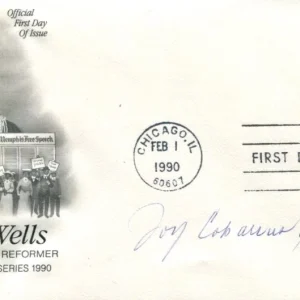 Official
First Day
Of Issue
Memphis Free Speech
Wells
REFORMER
SERIES 1990
CHICAGO, IL
FEB 1
1990
60607
FIRST D
Joy